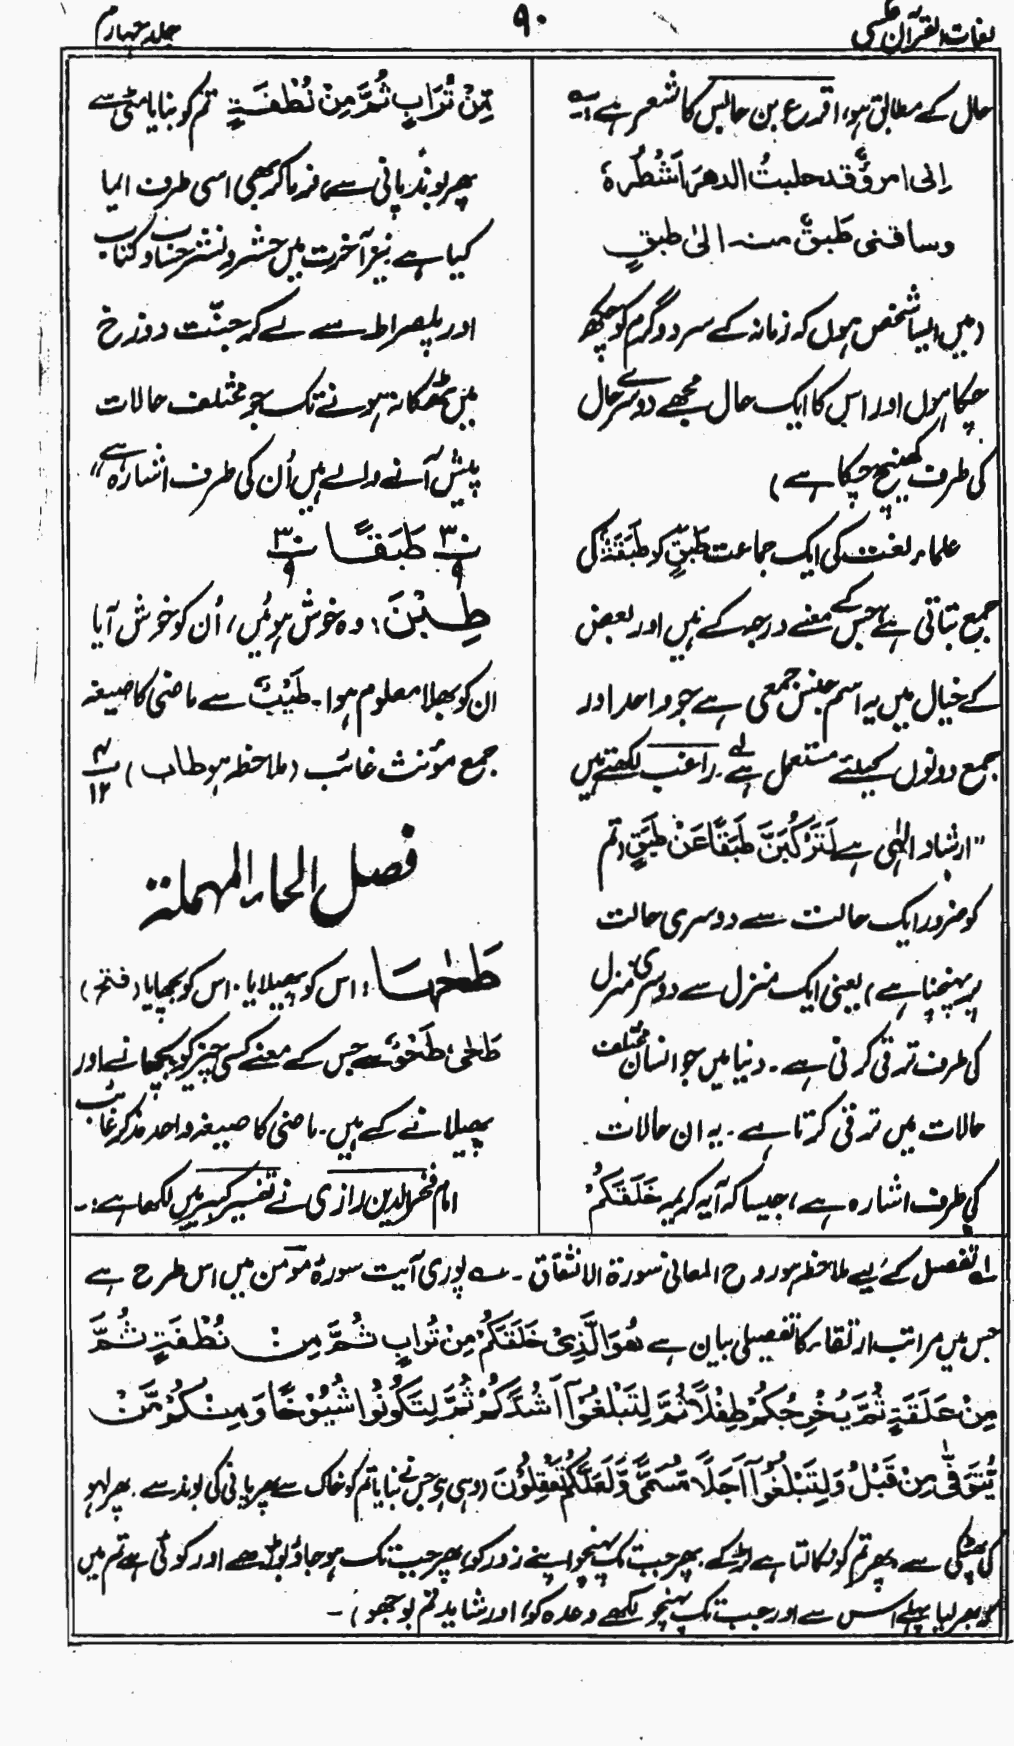 لغات القرآن عکسی
۹۰
جلد چہارم
حال کے مطابق ہو، اقرع بن حابس کا شعر ہے :۔
اِنی امرؤٌ قد حلبتُ الدھرَ اَشْطُرَہٗ
وساقنی طَبقٌ منہ الیٰ طبقٍ
(میں ایسا شخص ہوں کہ زمانہ کے سرد و گرم کو چکھ
چکا ہوں اور اس کا ایک حال مجھے دوسرے حال
کی طرف کھینچ چکا ہے)
علماء لغت کی ایک جماعت طَبَقٍ کو طَبَقَۃٌ کی
جمع بتاتی ہے جس کے معنے درجہ کے ہیں اور بعض
کے خیال میں یہ اسم جنس جمعی ہے جو واحد اور
جمع دونوں کیلئے مستعمل ہے لہ۔ راغب لکھتے ہیں
"ارشاد الٰہی ہے لَتَرْكَبُنَّ طَبَقًا عَنْ طَبَقٍ (تم
کو ضرور ایک حالت سے دوسری حالت
پر پہنچنا ہے) یعنی ایک منزل سے دوسری منزل
کی طرف ترقی کرنی ہے۔ دنیا میں جو انسان مختلف
حالات میں ترقی کرتا ہے۔ یہ ان حالات
کی طرف اشارہ ہے، جیسا کہ آیہ کریمہ خَلَقَكُمْ
مِّنْ تُرَابٍ ثُمَّ مِنْ نُطْفَةٍ تم کو بنایا مٹی سے
پھر بوند پانی سے، فرما کر بھی اسی طرف ایما
کیا ہے نیز آخرت میں حشر و نشر حساب و کتاب
اور پلصراط سے لے کر جنّت دوزخ
میں ٹھکانہ ہونے تک جو مختلف حالات
پیش آنے والے ہیں اُن کی طرف اشارہ ہے"
طَبَقًا پ ۳۰ ۹ پ ۳۰ ۹
طِبْنَ : وہ خوش ہوئیں، اُن کو خوش آیا
ان کو بھلا معلوم ہوا۔ طَیْبٌ سے ماضی کا صیغہ
جمع مؤنث غائب (ملاحظہ ہو طاب) ۴ ۱۲
فصل الحاء المهملة
طَحٰهَا : اس کو پھیلایا۔ اس کو بچھایا (فتح)
طَحٰی، طَحْوٌ سے جس کے معنے کسی چیز کو بچھانے اور
پھیلانے کے ہیں۔ ماضی کا صیغہ واحد مذکر غائب
امام فخر الدین رازی نے تفسیر کبیر میں لکھا ہے :۔
لہ تفصیل کے لیے ملاحظہ ہو روح المعانی سورۃ الانشقاق ۔ پوری آیت سورۂ مومن میں اس طرح ہے
جس میں مراتب ارتقاء کا تفصیلی بیان ہے هُوَ الَّذِيْ خَلَقَكُمْ مِنْ تُرَابٍ ثُمَّ مِنْ نُطْفَةٍ ثُمَّ
مِنْ عَلَقَةٍ ثُمَّ يُخْرِجُكُمْ طِفْلًا ثُمَّ لِتَبْلُغُوْٓا اَشُدَّكُمْ ثُمَّ لِتَكُوْنُوْا شُيُوْخًا وَمِنْكُمْ مَّنْ
يُتَوَفّٰى مِنْ قَبْلُ وَلِتَبْلُغُوْٓا اَجَلًا مُّسَمًّى وَّلَعَلَّكُمْ تَعْقِلُوْنَ (وہی ہے جس نے بنایا تم کو خاک سے پھر پانی کی بوند سے۔ پھر لہو
کی پھٹکی سے، پھر تم کو نکالتا ہے لڑکے۔ پھر جب تک پہنچو اپنے زور کو، پھر جب تک ہو جاؤ بوڑھے اور کوئی ہے تم میں
کہ بھر لیا پہلے اس سے اور جب تک پہنچو لکھے وعدہ کو، اور شاید تم بوجھو)۔